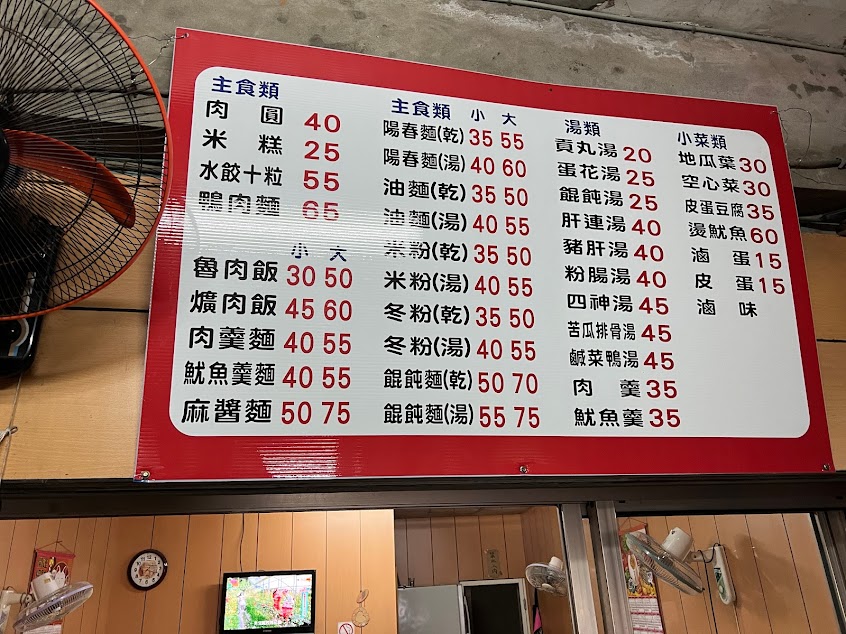 主食類
肉圓 40
米糕 25
水餃十粒 55
鴨肉麵 65
小 大
魯肉飯 30 50
爌肉飯 45 60
肉羹麵 40 55
魷魚羹麵 40 55
麻醬麵 50 75
主食類 小 大
陽春麵(乾) 35 55
陽春麵(湯) 40 60
油麵(乾) 35 50
油麵(湯) 40 55
米粉(乾) 35 50
米粉(湯) 40 55
冬粉(乾) 35 50
冬粉(湯) 40 55
餛飩麵(乾) 50 70
餛飩麵(湯) 55 75
湯類
貢丸湯 20
蛋花湯 25
餛飩湯 25
肝連湯 40
豬肝湯 40
粉腸湯 40
四神湯 45
苦瓜排骨湯 45
鹹菜鴨湯 45
肉羹 35
魷魚羹 35
小菜類
地瓜葉 30
空心菜 30
皮蛋豆腐 35
燙魷魚 60
滷蛋 15
皮蛋 15
滷味